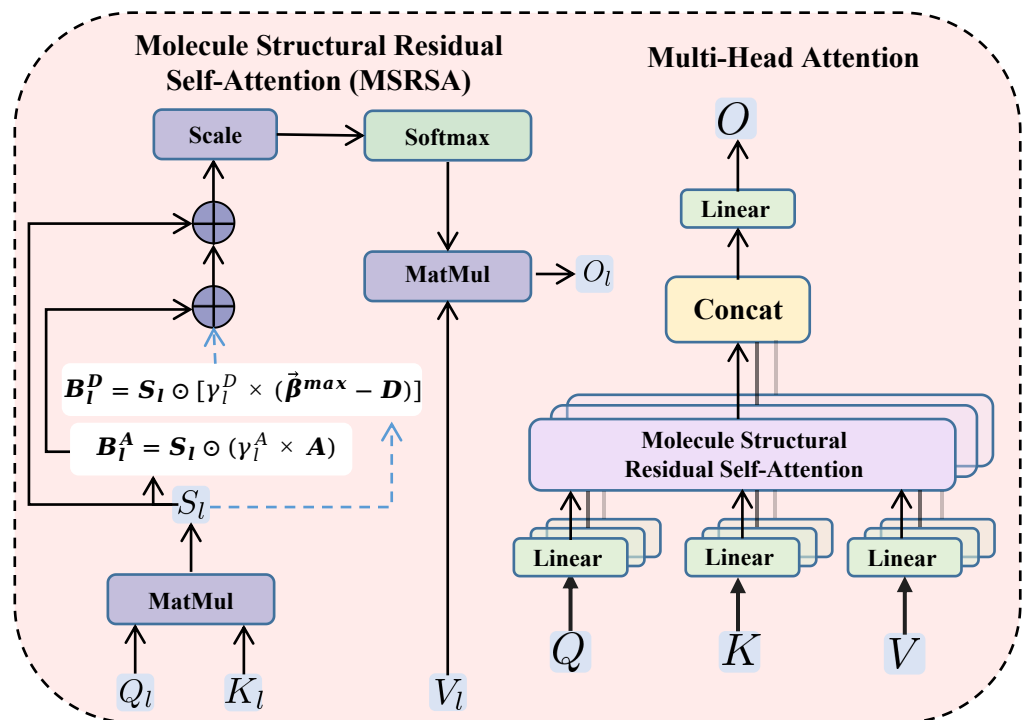 Molecule Structural Residual
Self-Attention (MSRSA)
Scale
Softmax
MatMul
O_l
B_l^D = S_l ⊙ [γ_l^D × (β⃗^max − D)]
B_l^A = S_l ⊙ (γ_l^A × A)
S_l
MatMul
Q_l
K_l
V_l
Multi-Head Attention
O
Linear
Concat
Molecule Structural
Residual Self-Attention
Linear
Linear
Linear
Q
K
V